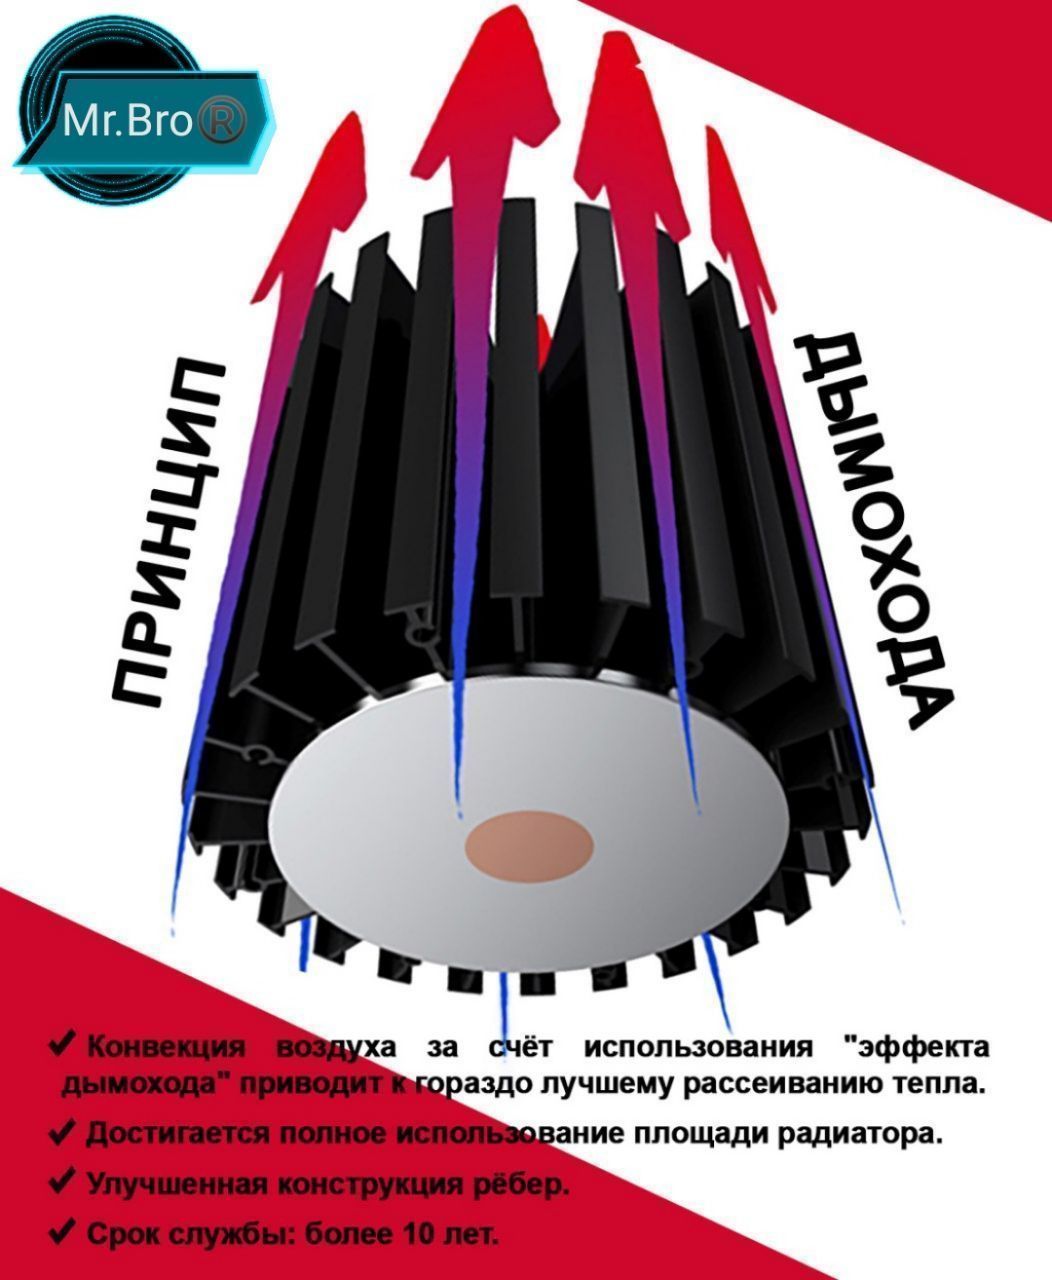 Mr.Bro®
ПРИНЦИП
ДЫМОХОДА
✔ Конвекция воздуха за счёт использования "эффекта
дымохода" приводит к гораздо лучшему рассеиванию тепла.
✔ Достигается полное использование площади радиатора.
✔ Улучшенная конструкция рёбер.
✔ Срок службы: более 10 лет.